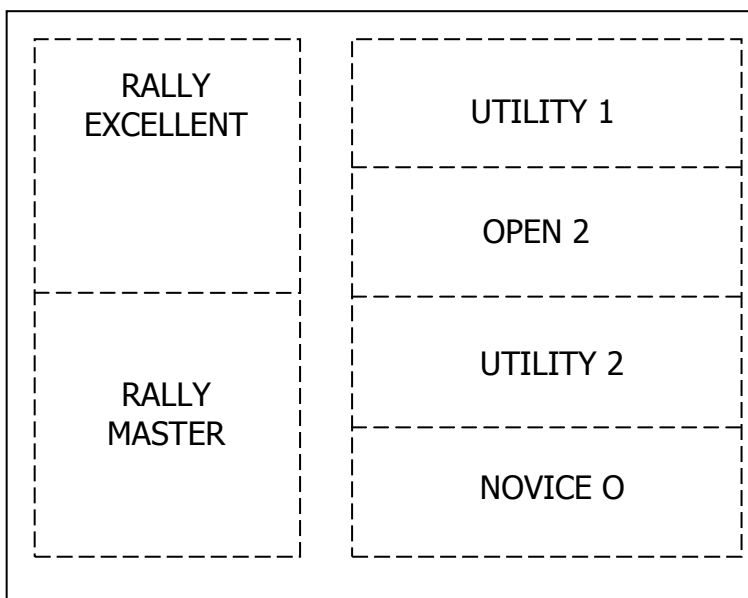 RALLY
EXCELLENT
UTILITY 1
OPEN 2
UTILITY 2
RALLY
MASTER
NOVICE O